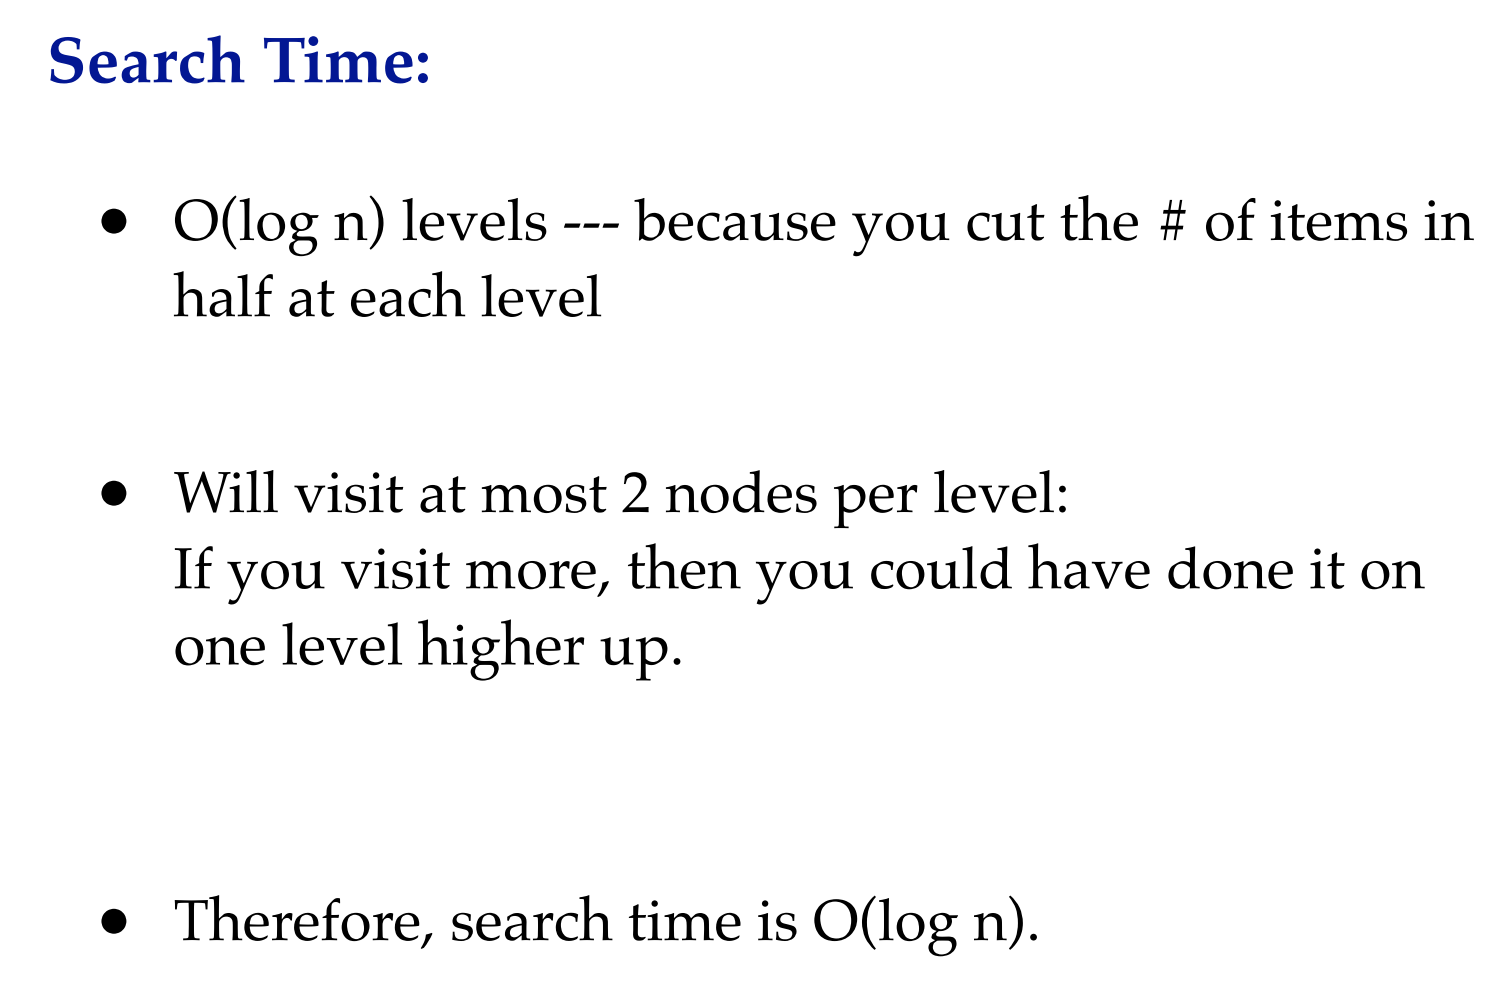 Search Time:
● O(log n) levels --- because you cut the # of items in
half at each level
● Will visit at most 2 nodes per level:
If you visit more, then you could have done it on
one level higher up.
● Therefore, search time is O(log n).